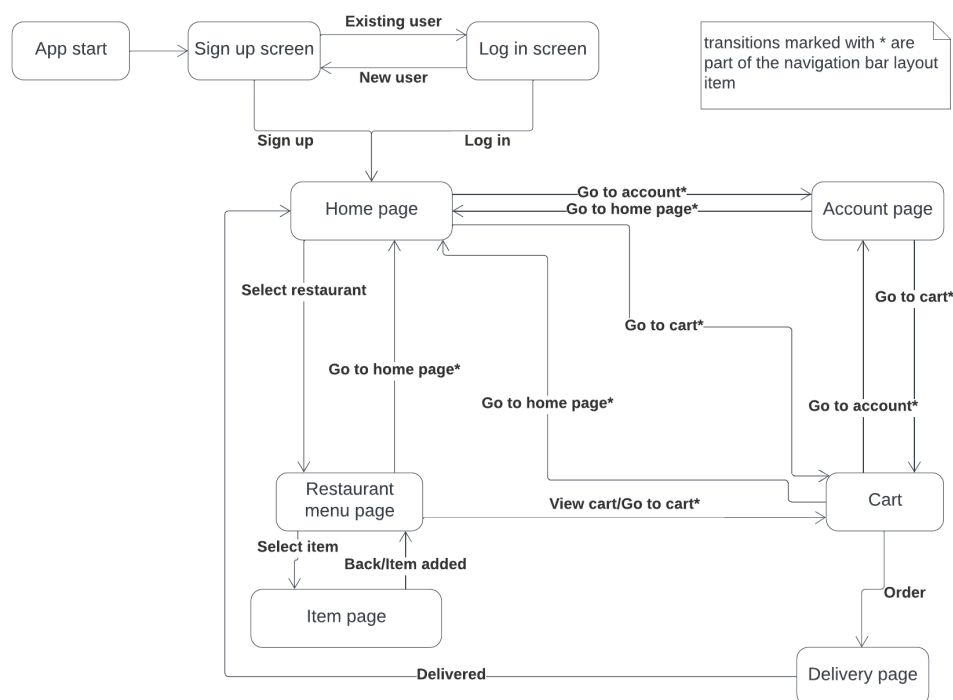 Existing user
App start
Sign up screen
Log in screen
New user
transitions marked with * are
part of the navigation bar layout
item
Sign up
Log in
Go to account*
Home page
Go to home page*
Account page
Select restaurant
Go to cart*
Go to cart*
Go to home page*
Go to home page*
Go to account*
Restaurant
menu page
View cart/Go to cart*
Cart
Select item
Back/Item added
Order
Item page
Delivered
Delivery page